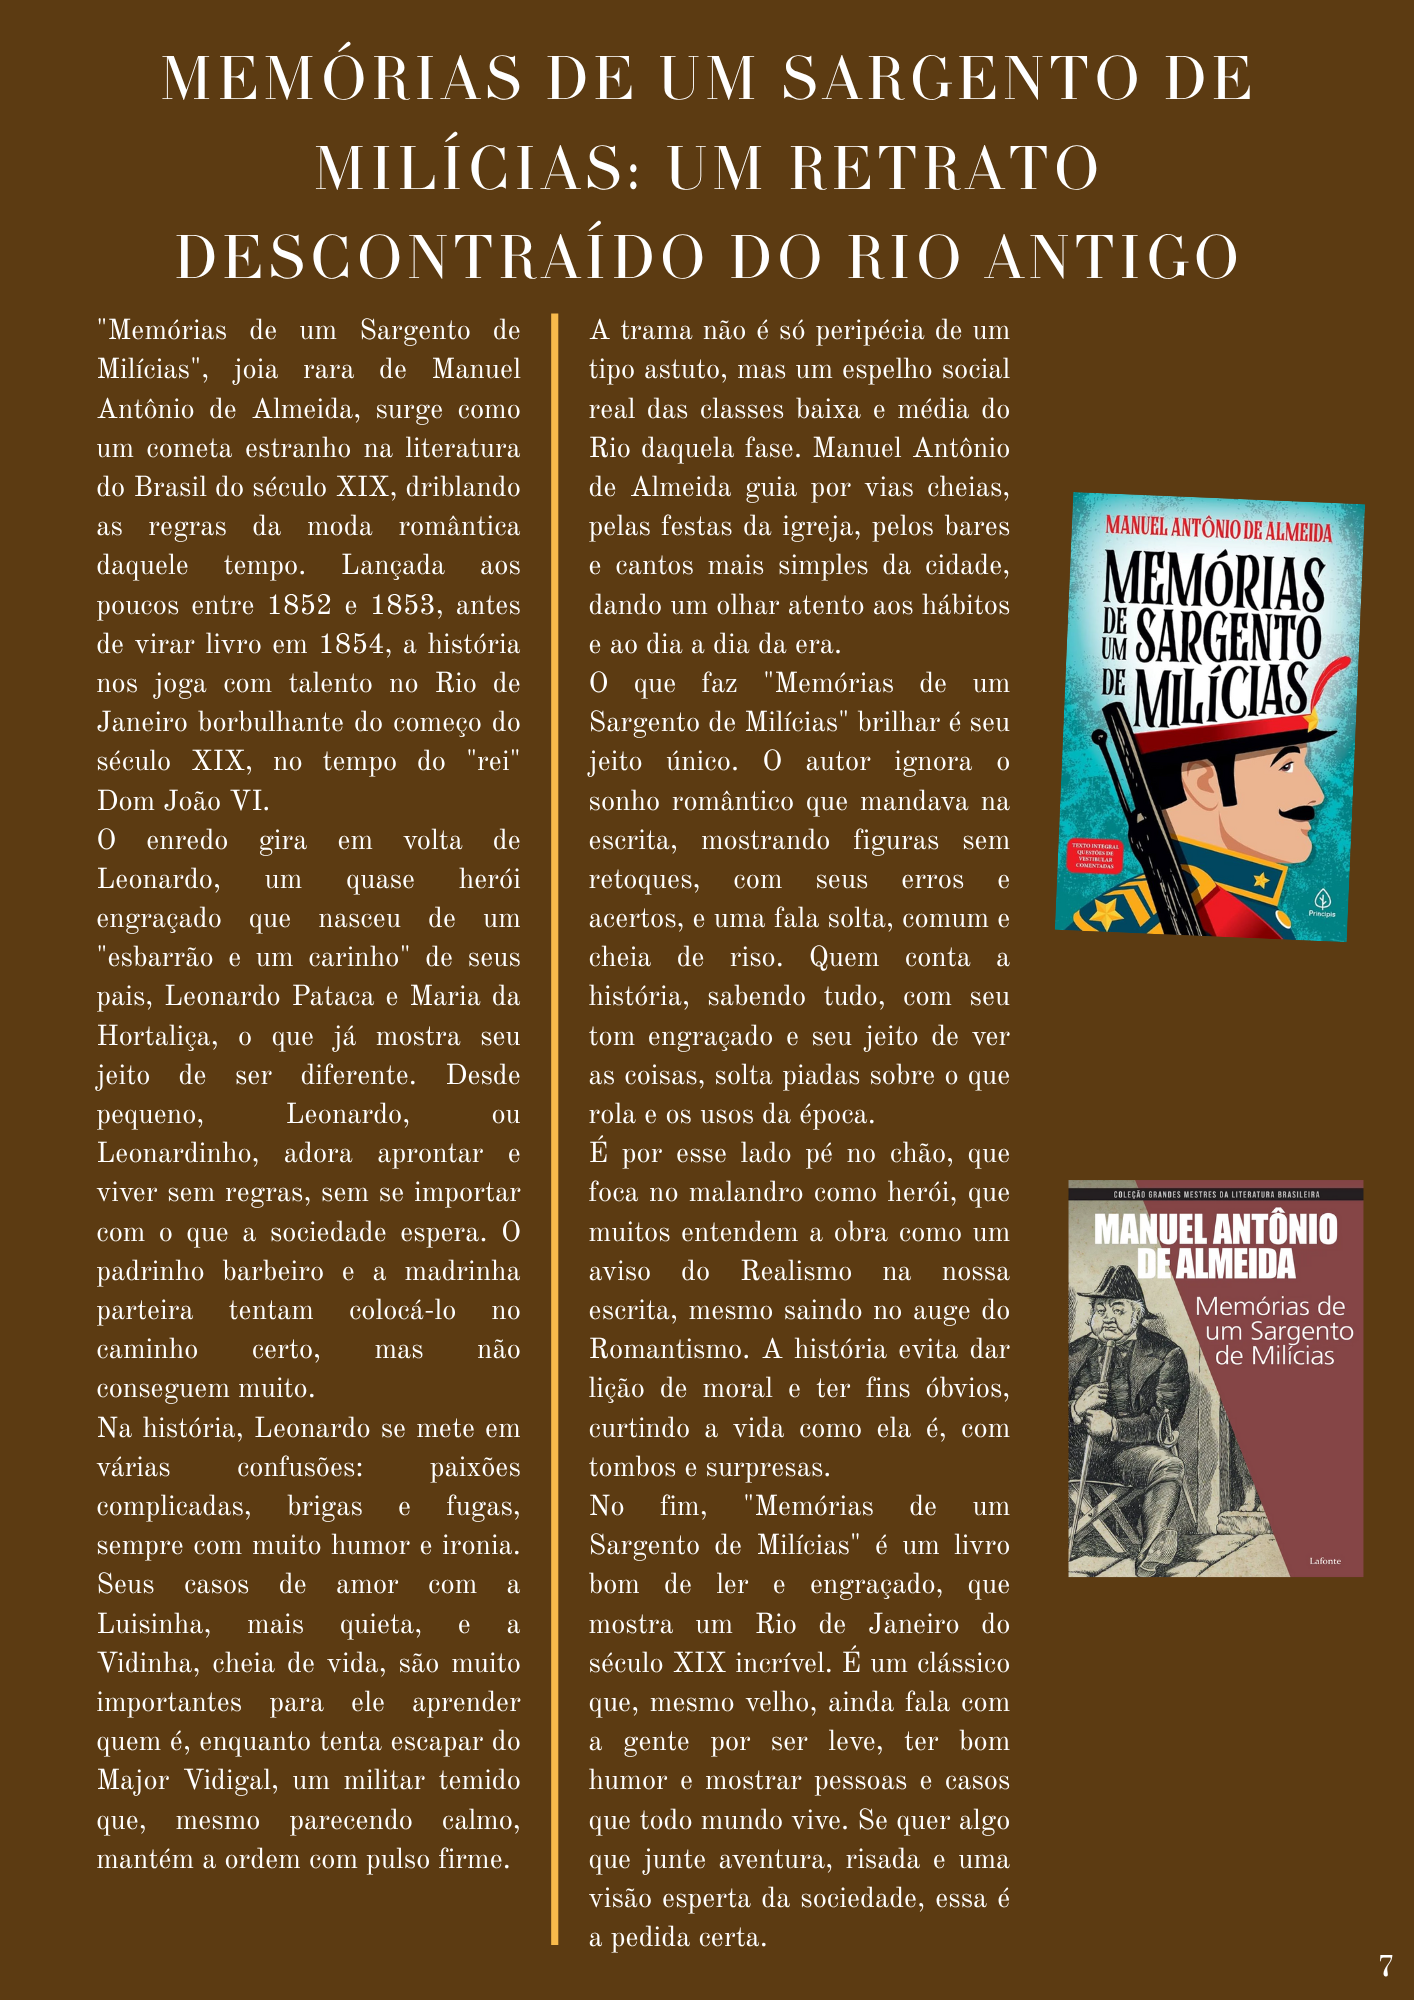 MEMÓRIAS DE UM SARGENTO DE
MILÍCIAS: UM RETRATO
DESCONTRAÍDO DO RIO ANTIGO
"Memórias de um Sargento de
Milícias", joia rara de Manuel
Antônio de Almeida, surge como
um cometa estranho na literatura
do Brasil do século XIX, driblando
as regras da moda romântica
daquele tempo. Lançada aos
poucos entre 1852 e 1853, antes
de virar livro em 1854, a história
nos joga com talento no Rio de
Janeiro borbulhante do começo do
século XIX, no tempo do "rei"
Dom João VI.
O enredo gira em volta de
Leonardo, um quase herói
engraçado que nasceu de um
"esbarrão e um carinho" de seus
pais, Leonardo Pataca e Maria da
Hortaliça, o que já mostra seu
jeito de ser diferente. Desde
pequeno, Leonardo, ou
Leonardinho, adora aprontar e
viver sem regras, sem se importar
com o que a sociedade espera. O
padrinho barbeiro e a madrinha
parteira tentam colocá-lo no
caminho certo, mas não
conseguem muito.
Na história, Leonardo se mete em
várias confusões: paixões
complicadas, brigas e fugas,
sempre com muito humor e ironia.
Seus casos de amor com a
Luisinha, mais quieta, e a
Vidinha, cheia de vida, são muito
importantes para ele aprender
quem é, enquanto tenta escapar do
Major Vidigal, um militar temido
que, mesmo parecendo calmo,
mantém a ordem com pulso firme.
A trama não é só peripécia de um
tipo astuto, mas um espelho social
real das classes baixa e média do
Rio daquela fase. Manuel Antônio
de Almeida guia por vias cheias,
pelas festas da igreja, pelos bares
e cantos mais simples da cidade,
dando um olhar atento aos hábitos
e ao dia a dia da era.
O que faz "Memórias de um
Sargento de Milícias" brilhar é seu
jeito único. O autor ignora o
sonho romântico que mandava na
escrita, mostrando figuras sem
retoques, com seus erros e
acertos, e uma fala solta, comum e
cheia de riso. Quem conta a
história, sabendo tudo, com seu
tom engraçado e seu jeito de ver
as coisas, solta piadas sobre o que
rola e os usos da época.
É por esse lado pé no chão, que
foca no malandro como herói, que
muitos entendem a obra como um
aviso do Realismo na nossa
escrita, mesmo saindo no auge do
Romantismo. A história evita dar
lição de moral e ter fins óbvios,
curtindo a vida como ela é, com
tombos e surpresas.
No fim, "Memórias de um
Sargento de Milícias" é um livro
bom de ler e engraçado, que
mostra um Rio de Janeiro do
século XIX incrível. É um clássico
que, mesmo velho, ainda fala com
a gente por ser leve, ter bom
humor e mostrar pessoas e casos
que todo mundo vive. Se quer algo
que junte aventura, risada e uma
visão esperta da sociedade, essa é
a pedida certa.
MANUEL ANTÔNIO DE ALMEIDA
MEMÓRIAS
DE UM SARGENTO
DE MILÍCIAS
TEXTO INTEGRAL
QUESTÕES DE
VESTIBULAR
COMENTADAS
Principis
COLEÇÃO GRANDES MESTRES DA LITERATURA BRASILEIRA
MANUEL ANTÔNIO
DE ALMEIDA
Memórias de
um Sargento
de Milícias
Lafonte
7